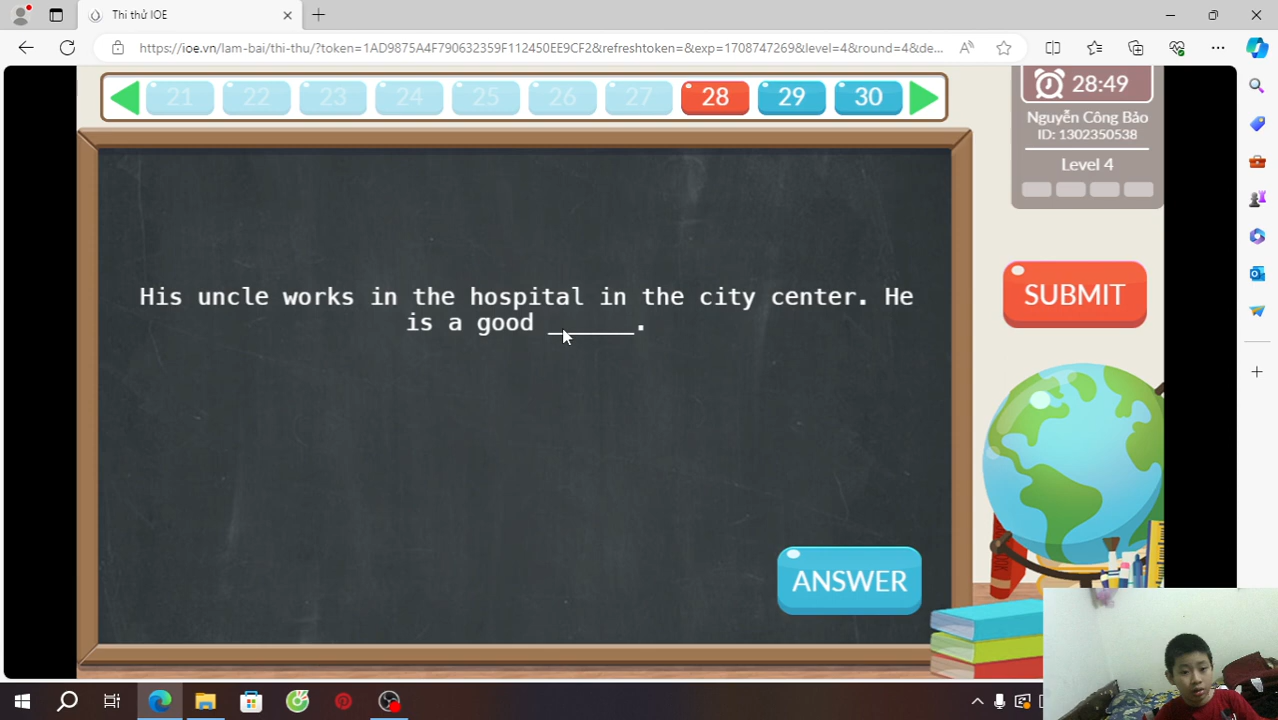 Thi thử IOE
https://ioe.vn/lam-bai/thi-thu/?token=1AD9875A4F790632359F112450EE9CF2&refreshtoken=&exp=1708747269&level=4&round=4&de...
21 22 23 24 25 26 27 28 29 30
28:49
Nguyễn Công Bảo
ID: 1302350538
Level 4
SUBMIT
His uncle works in the hospital in the city center. He
is a good ______.
ANSWER